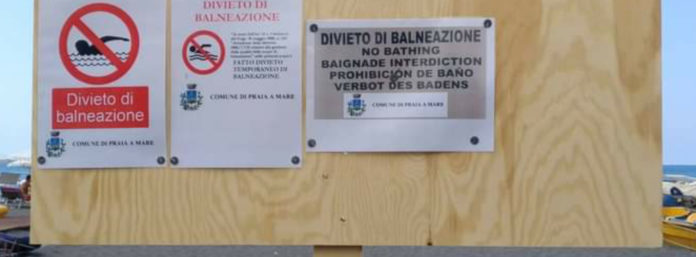 Divieto di
balneazione
COMUNE DI PRAIA A MARE
DIVIETO DI
BALNEAZIONE
FATTO DIVIETO
TEMPORANEO DI
BALNEAZIONE
COMUNE DI PRAIA A MARE
DIVIETO DI BALNEAZIONE
NO BATHING
BAIGNADE INTERDICTION
PROHIBICIÓN DE BAÑO
VERBOT DES BADENS
COMUNE DI PRAIA A MARE